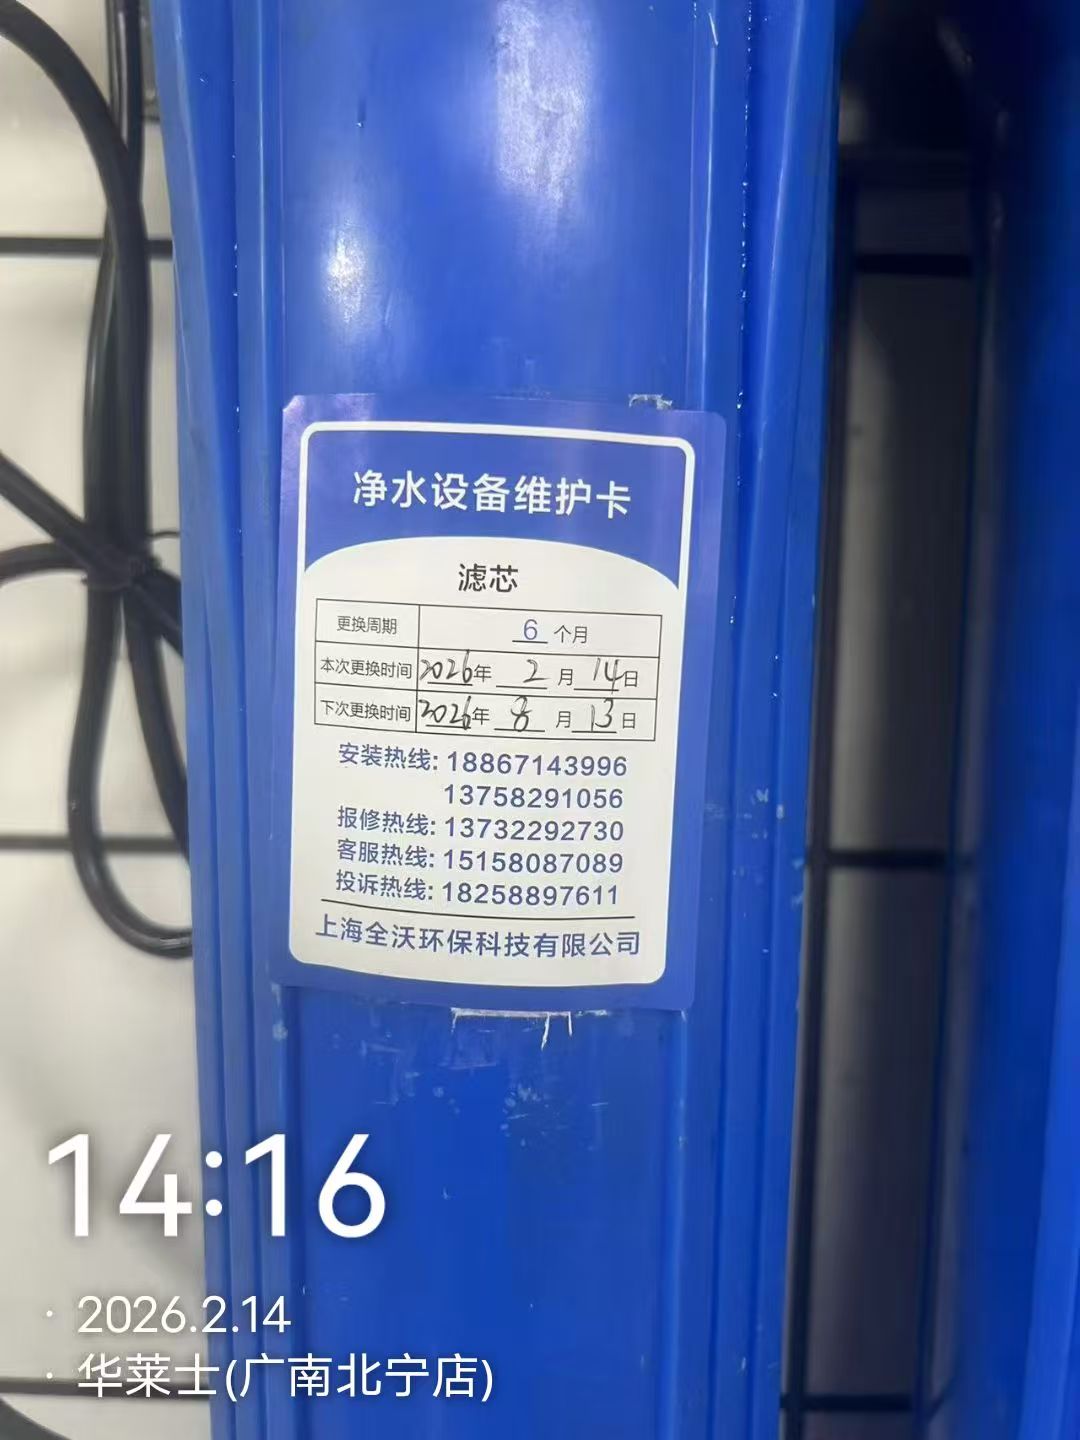 净水设备维护卡
滤芯
更换周期 6 个月
本次更换时间 2026年 2 月 14日
下次更换时间 2026年 8 月 13日
安装热线: 18867143996
13758291056
报修热线: 13732292730
客服热线: 15158087089
投诉热线: 18258897611
上海全沃环保科技有限公司
14:16
· 2026.2.14
· 华莱士(广南北宁店)